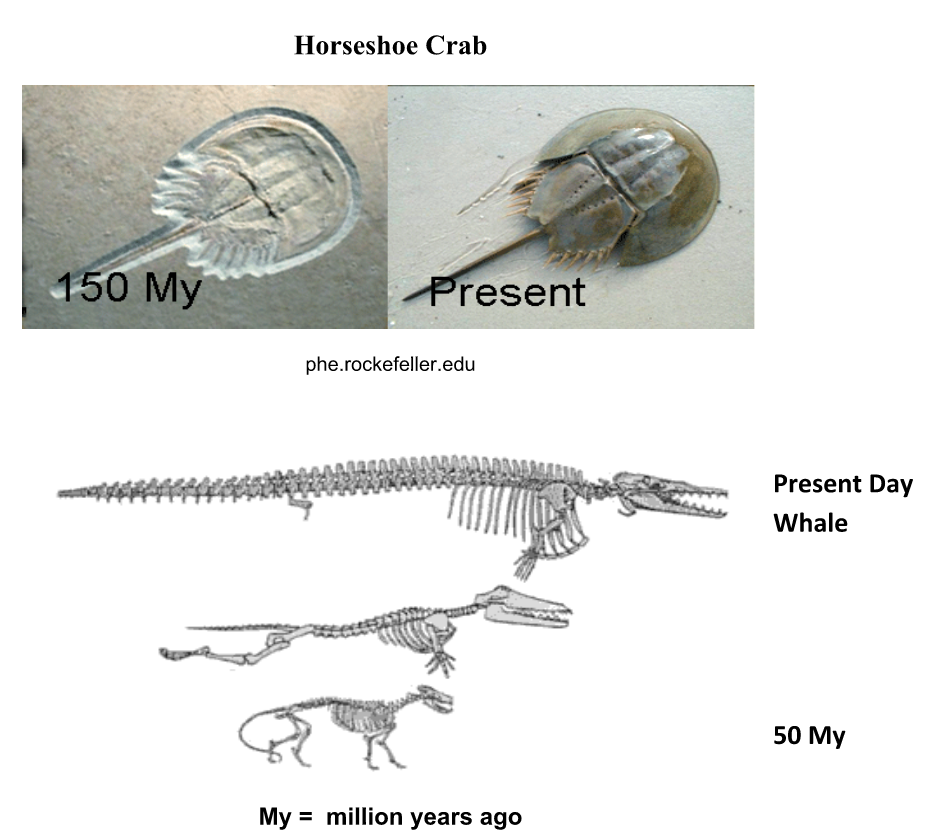 Horseshoe Crab
150 My
Present
phe.rockefeller.edu
Present Day
Whale
50 My
My = million years ago